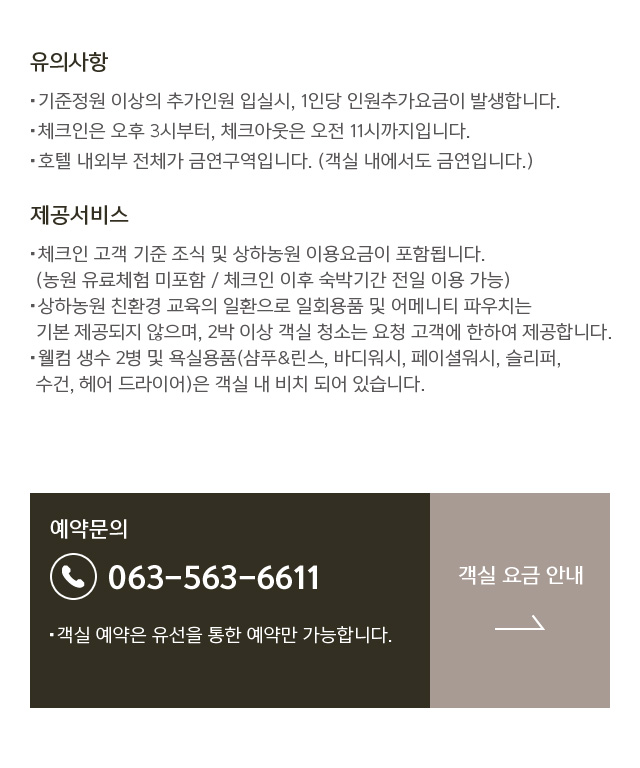 유의사항
·기준정원 이상의 추가인원 입실시, 1인당 인원추가요금이 발생합니다.
·체크인은 오후 3시부터, 체크아웃은 오전 11시까지입니다.
·호텔 내외부 전체가 금연구역입니다. (객실 내에서도 금연입니다.)
제공서비스
·체크인 고객 기준 조식 및 상하농원 이용요금이 포함됩니다.
(농원 유료체험 미포함 / 체크인 이후 숙박기간 전일 이용 가능)
·상하농원 친환경 교육의 일환으로 일회용품 및 어메니티 파우치는
기본 제공되지 않으며, 2박 이상 객실 청소는 요청 고객에 한하여 제공합니다.
·웰컴 생수 2병 및 욕실용품(샴푸&린스, 바디워시, 페이셜워시, 슬리퍼,
수건, 헤어 드라이어)은 객실 내 비치 되어 있습니다.
예약문의
063-563-6611
·객실 예약은 유선을 통한 예약만 가능합니다.
객실 요금 안내